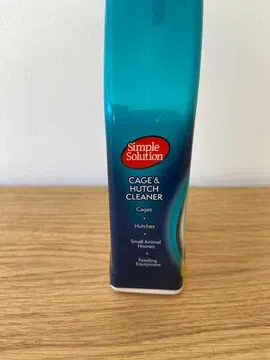 Simple
Solution
CAGE &
HUTCH
CLEANER
Cages
•
Hutches
•
Small Animal
Homes
•
Feeding
Equipment